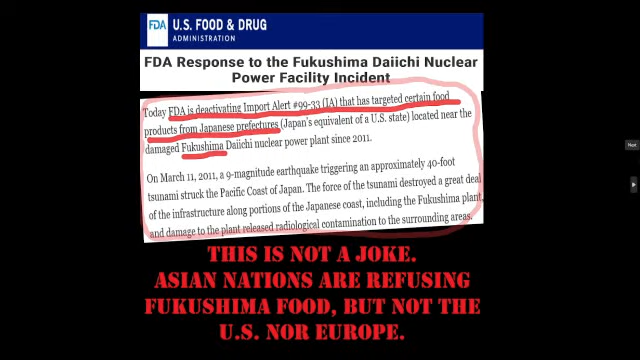 FDA U.S. FOOD & DRUG
ADMINISTRATION
FDA Response to the Fukushima Daiichi Nuclear
Power Facility Incident
Today FDA is deactivating Import Alert #99-33 (IA) that has targeted certain food
products from Japanese prefectures (Japan's equivalent of a U.S. state) located near the
damaged Fukushima Daiichi nuclear power plant since 2011.
On March 11, 2011, a 9-magnitude earthquake triggering an approximately 40-foot
tsunami struck the Pacific Coast of Japan. The force of the tsunami destroyed a great deal
of the infrastructure along portions of the Japanese coast, including the Fukushima plant,
and damage to the plant released radiological contamination to the surrounding areas.
THIS IS NOT A JOKE.
ASIAN NATIONS ARE REFUSING
FUKUSHIMA FOOD, BUT NOT THE
U.S. NOR EUROPE.
Next